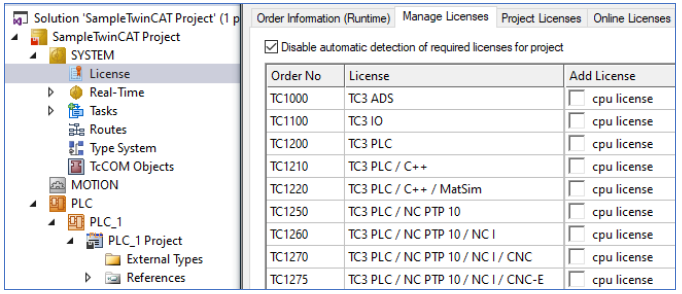 Solution 'SampleTwinCAT Project' (1 p
SampleTwinCAT Project
SYSTEM
License
Real-Time
Tasks
Routes
Type System
TcCOM Objects
MOTION
PLC
PLC_1
PLC_1 Project
External Types
References
Order Information (Runtime) Manage Licenses Project Licenses Online Licenses
Disable automatic detection of required licenses for project
Order No License Add License
TC1000 TC3 ADS cpu license
TC1100 TC3 IO cpu license
TC1200 TC3 PLC cpu license
TC1210 TC3 PLC / C++ cpu license
TC1220 TC3 PLC / C++ / MatSim cpu license
TC1250 TC3 PLC / NC PTP 10 cpu license
TC1260 TC3 PLC / NC PTP 10 / NC I cpu license
TC1270 TC3 PLC / NC PTP 10 / NC I / CNC cpu license
TC1275 TC3 PLC / NC PTP 10 / NC I / CNC-E cpu license